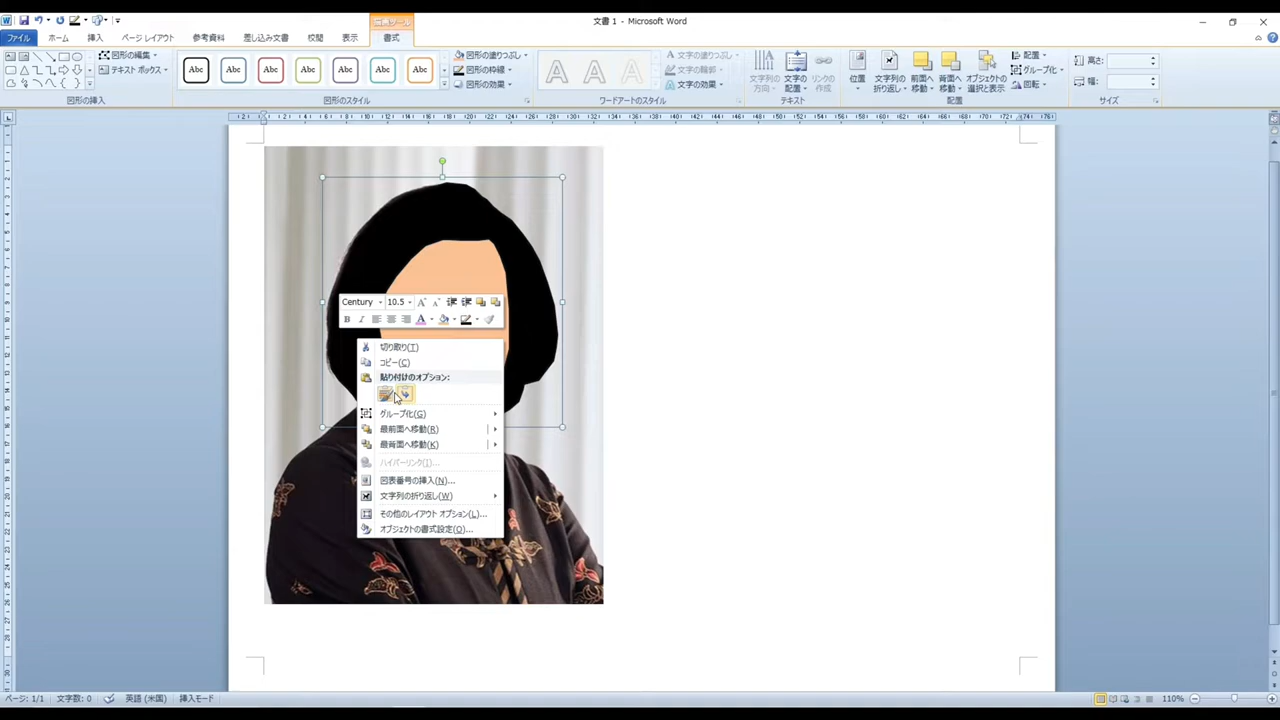 文書 1 - Microsoft Word
描画ツール
ファイル
ホーム
挿入
ページ レイアウト
参考資料
差し込み文書
校閲
表示
書式
図形の編集
テキスト ボックス
図形の挿入
Abc Abc Abc Abc Abc Abc Abc
図形の塗りつぶし
図形の枠線
図形の効果
図形のスタイル
文字の塗りつぶし
文字の輪郭
文字の効果
ワードアートのスタイル
文字列の方向
文字の配置
リンクの作成
テキスト
位置
文字列の折り返し
前面へ移動
背面へ移動
オブジェクトの選択と表示
配置
グループ化
回転
配置
高さ:
幅:
サイズ
Century 10.5
切り取り(T)
コピー(C)
貼り付けのオプション:
グループ化(G)
最前面へ移動(R)
最背面へ移動(K)
ハイパーリンク(I)...
図表番号の挿入(N)...
文字列の折り返し(W)
その他のレイアウト オプション(L)...
オブジェクトの書式設定(O)...
ページ: 1/1
文字数: 0
英語 (米国)
挿入モード
110%